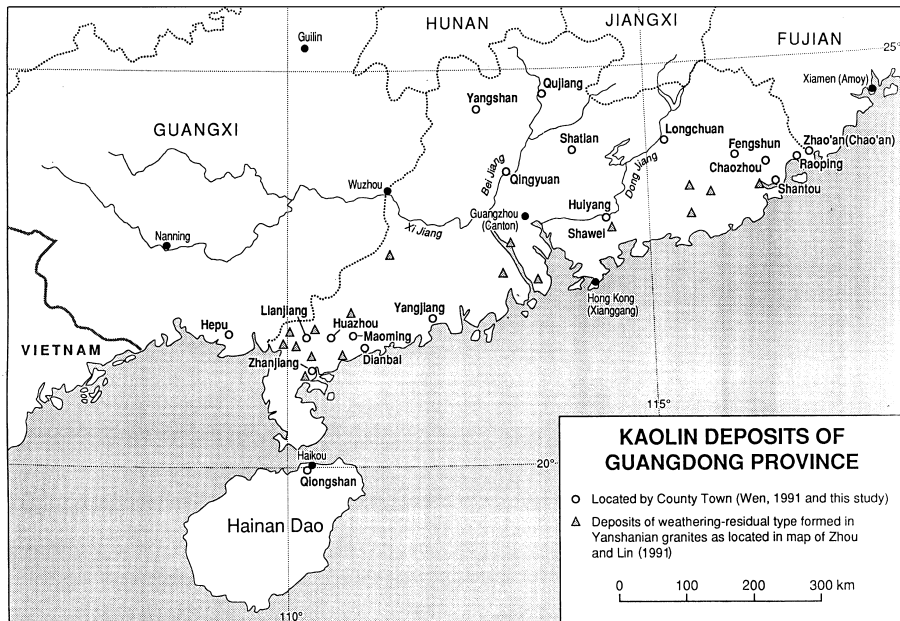 HUNAN
JIANGXI
FUJIAN
25°
Guilin
Xiamen (Amoy)
Qujiang
Yangshan
GUANGXI
Shatian
Longchuan
Fengshun
Zhao'an(Chao'an)
Chaozhou
Raoping
Bei Jiang
Qingyuan
Dong Jiang
Shantou
Wuzhou
Huiyang
Guangzhou
(Canton)
Shawei
Xi Jiang
Nanning
Hong Kong
(Xianggang)
Lianjiang
Yangjiang
Hepu
Huazhou
Maoming
VIETNAM
Dianbai
Zhanjiang
115°
Haikou
20°
Qiongshan
Hainan Dao
110°
KAOLIN DEPOSITS OF
GUANGDONG PROVINCE
Located by County Town (Wen, 1991 and this study)
Deposits of weathering-residual type formed in
Yanshanian granites as located in map of Zhou
and Lin (1991)
0 100 200 300 km